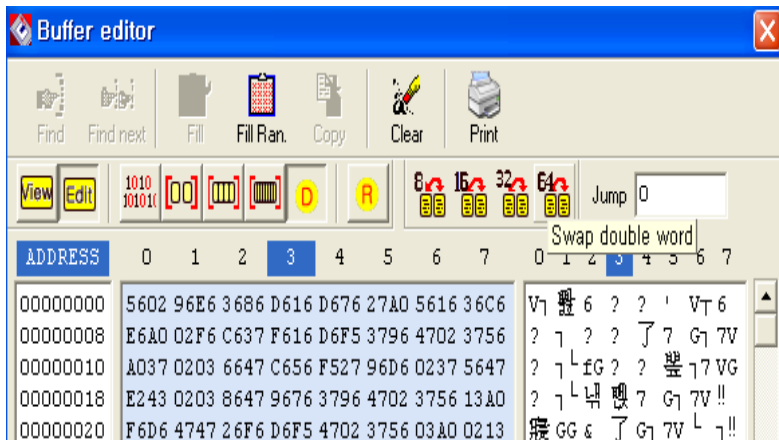 Buffer editor
Find Find next Fill Fill Ran. Copy Clear Print
View Edit 1010 10101 D R 8 16 32 64 Jump 0
Swap double word
ADDRESS 0 1 2 3 4 5 6 7 0 1 2 3 4 5 6 7
00000000 5602 96E6 3686 D616 D676 27A0 5616 36C6
00000008 E6A0 02F6 C637 F616 D6F5 3796 4702 3756
00000010 A037 0203 6647 C656 F527 96D6 0237 5647
00000018 E243 0203 8647 9676 3796 4702 3756 13A0
00000020 F6D6 4747 26F6 D6F5 4702 3756 03A0 0213